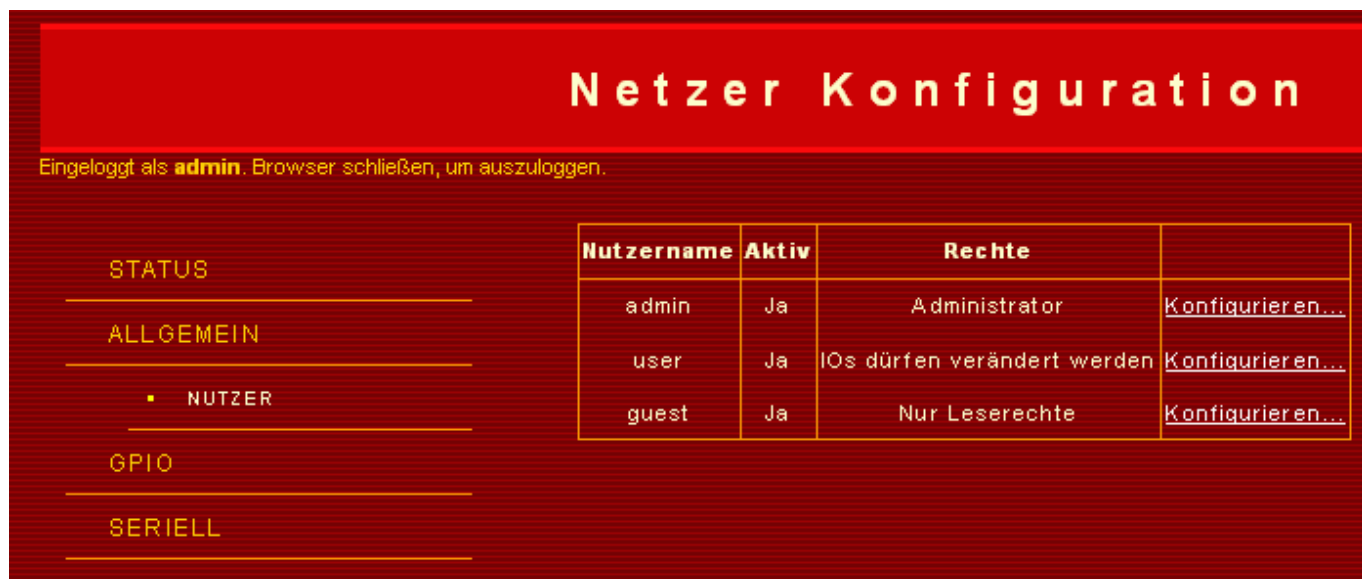 Netzer Konfiguration
Eingeloggt als admin. Browser schließen, um auszuloggen.
STATUS
ALLGEMEIN
NUTZER
GPIO
SERIELL
Nutzername Aktiv Rechte
admin Ja Administrator Konfigurieren...
user Ja IOs dürfen verändert werden Konfigurieren...
guest Ja Nur Leserechte Konfigurieren...